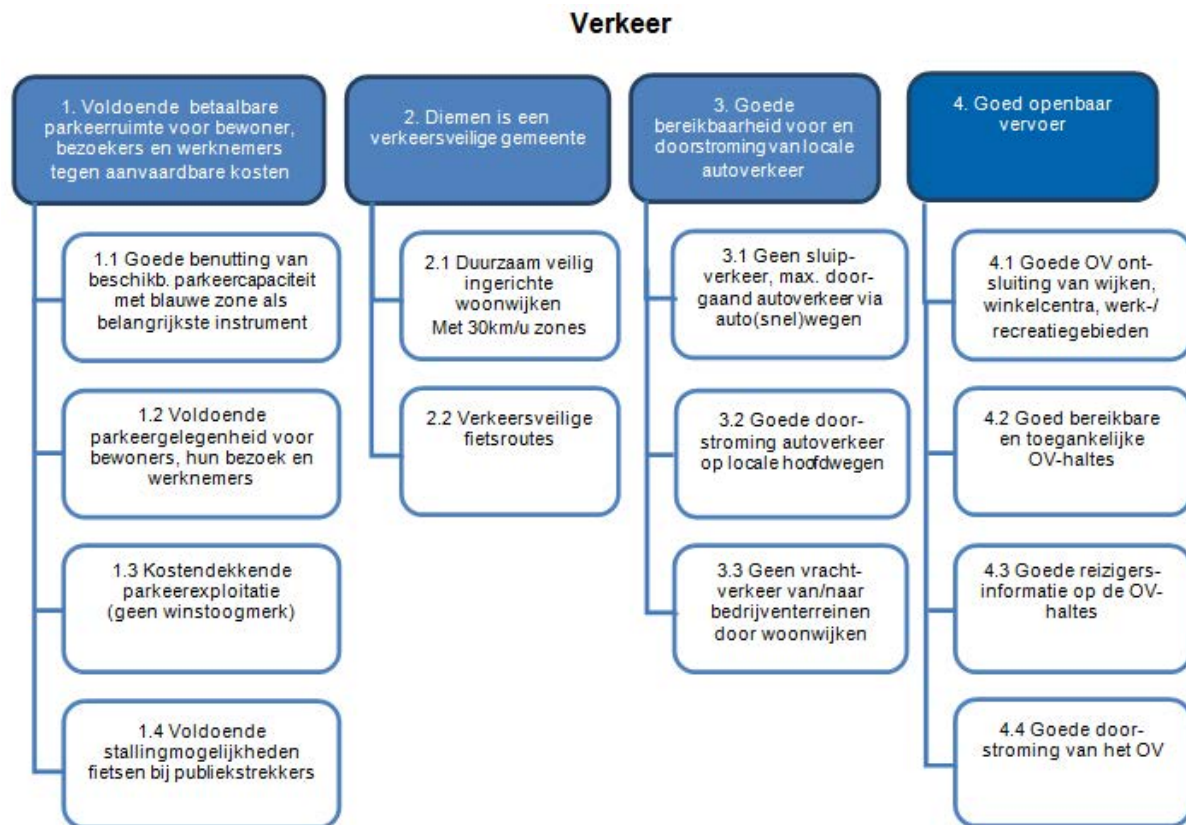 Verkeer
1. Voldoende betaalbare
parkeerruimte voor bewoner,
bezoekers en werknemers
tegen aanvaardbare kosten
1.1 Goede benutting van
beschikb. parkeercapaciteit
met blauwe zone als
belangrijkste instrument
1.2 Voldoende
parkeergelegenheid voor
bewoners, hun bezoek en
werknemers
1.3 Kostendekkende
parkeerexploitatie
(geen winstoogmerk)
1.4 Voldoende
stallingmogelijkheden
fietsen bij publiekstrekkers
2. Diemen is een
verkeersveilige gemeente
2.1 Duurzaam veilig
ingerichte
woonwijken
Met 30km/u zones
2.2 Verkeersveilige
fietsroutes
3. Goede
bereikbaarheid voor en
doorstroming van locale
autoverkeer
3.1 Geen sluip-
verkeer, max. door-
gaand autoverkeer via
auto(snel)wegen
3.2 Goede door-
stroming autoverkeer
op locale hoofdwegen
3.3 Geen vracht-
verkeer van/naar
bedrijventerreinen
door woonwijken
4. Goed openbaar
vervoer
4.1 Goede OV ont-
sluiting van wijken,
winkelcentra, werk-/
recreatiegebieden
4.2 Goed bereikbare
en toegankelijke
OV-haltes
4.3 Goede reizigers-
informatie op de OV-
haltes
4.4 Goede door-
stroming van het OV